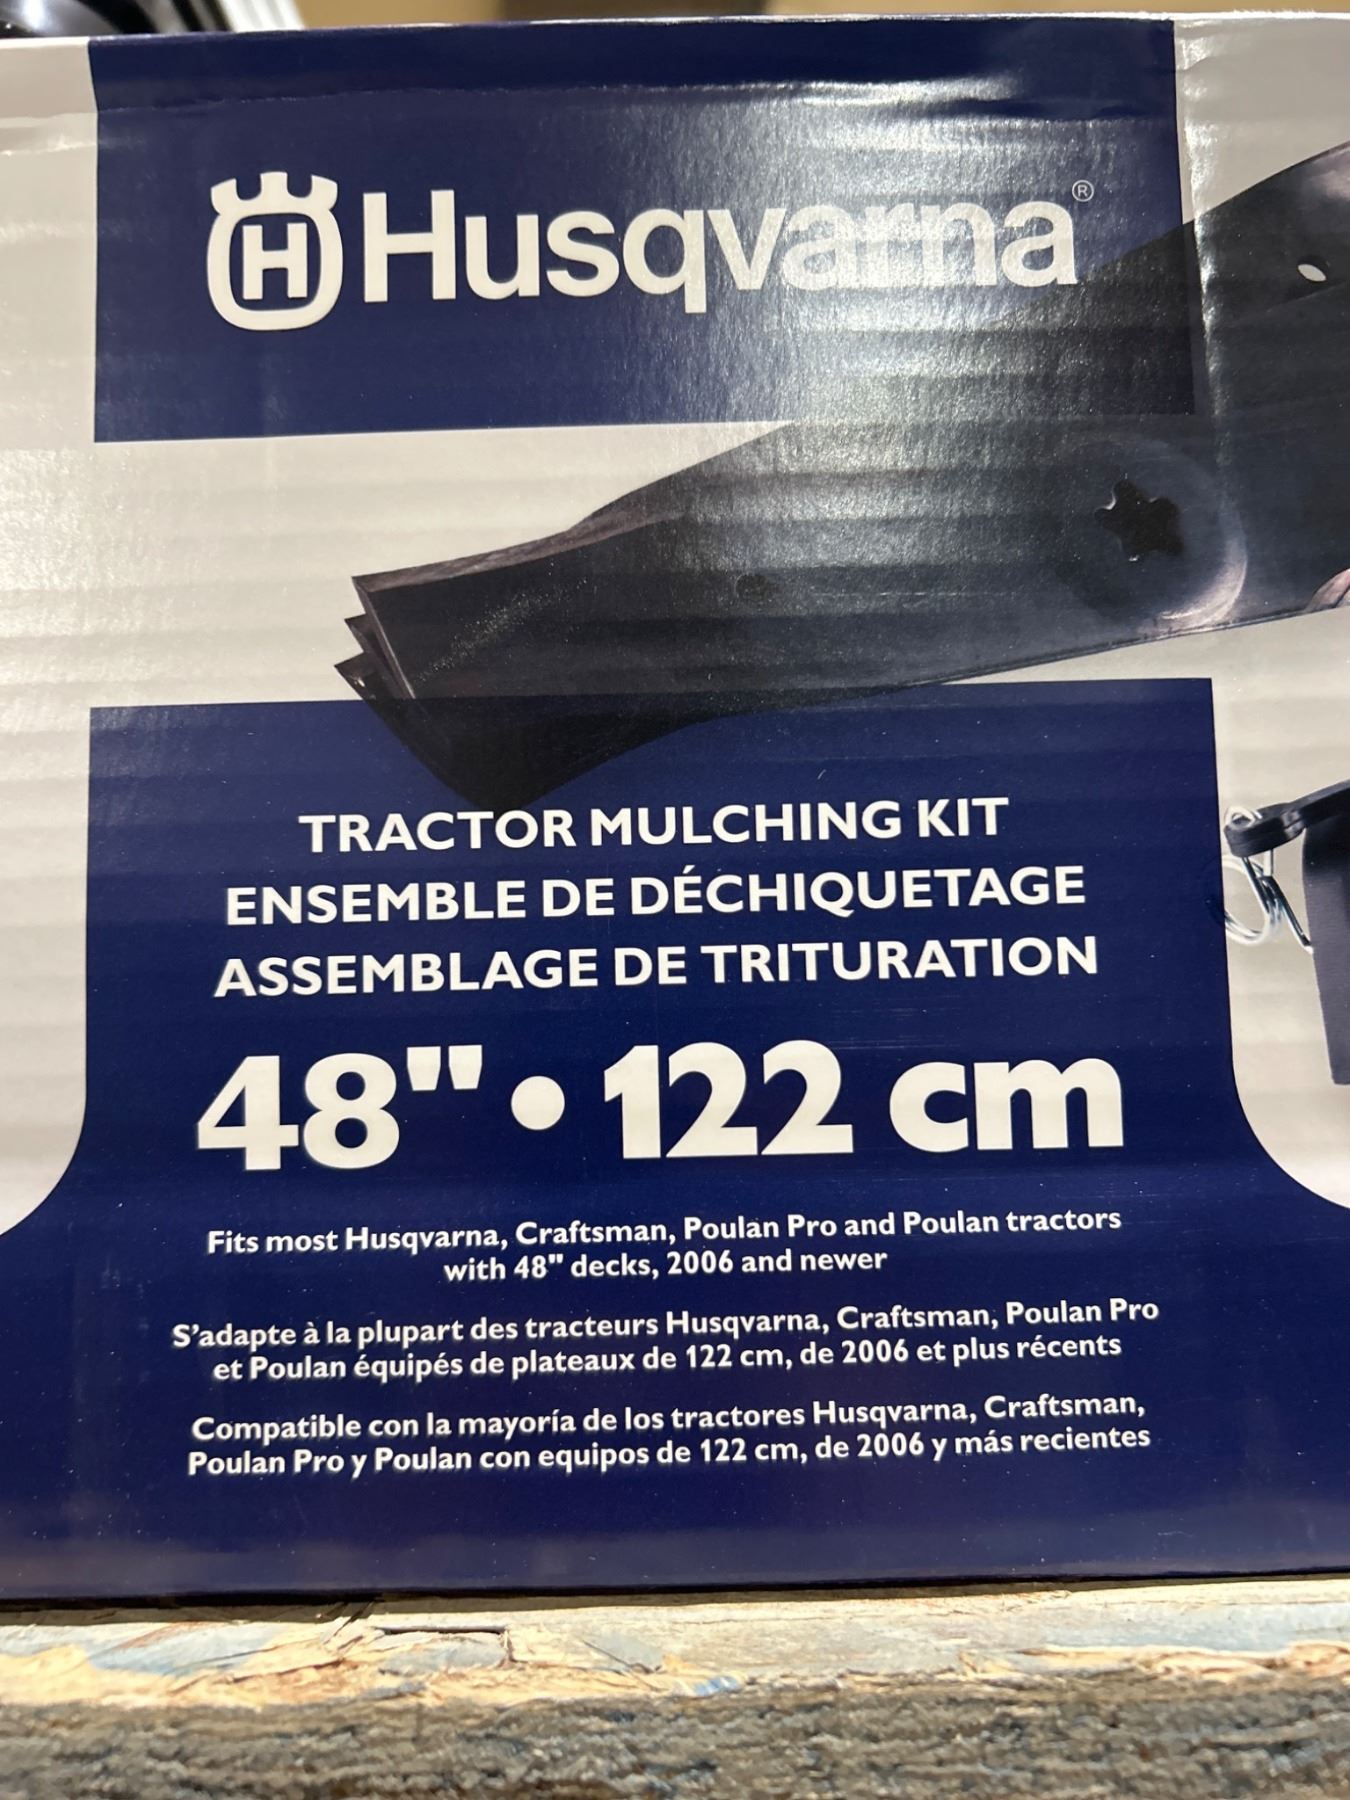 H Husqvarna®
TRACTOR MULCHING KIT
ENSEMBLE DE DÉCHIQUETAGE
ASSEMBLAGE DE TRITURATION
48" • 122 cm
Fits most Husqvarna, Craftsman, Poulan Pro and Poulan tractors
with 48" decks, 2006 and newer
S'adapte à la plupart des tracteurs Husqvarna, Craftsman, Poulan Pro
et Poulan équipés de plateaux de 122 cm, de 2006 et plus récents
Compatible con la mayoría de los tractores Husqvarna, Craftsman,
Poulan Pro y Poulan con equipos de 122 cm, de 2006 y más recientes